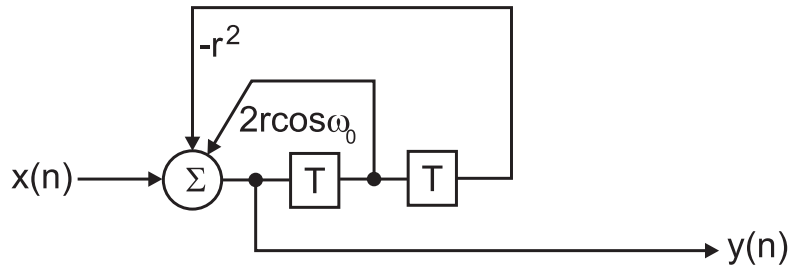 -r²
2rcosω₀
x(n) Σ T T
y(n)